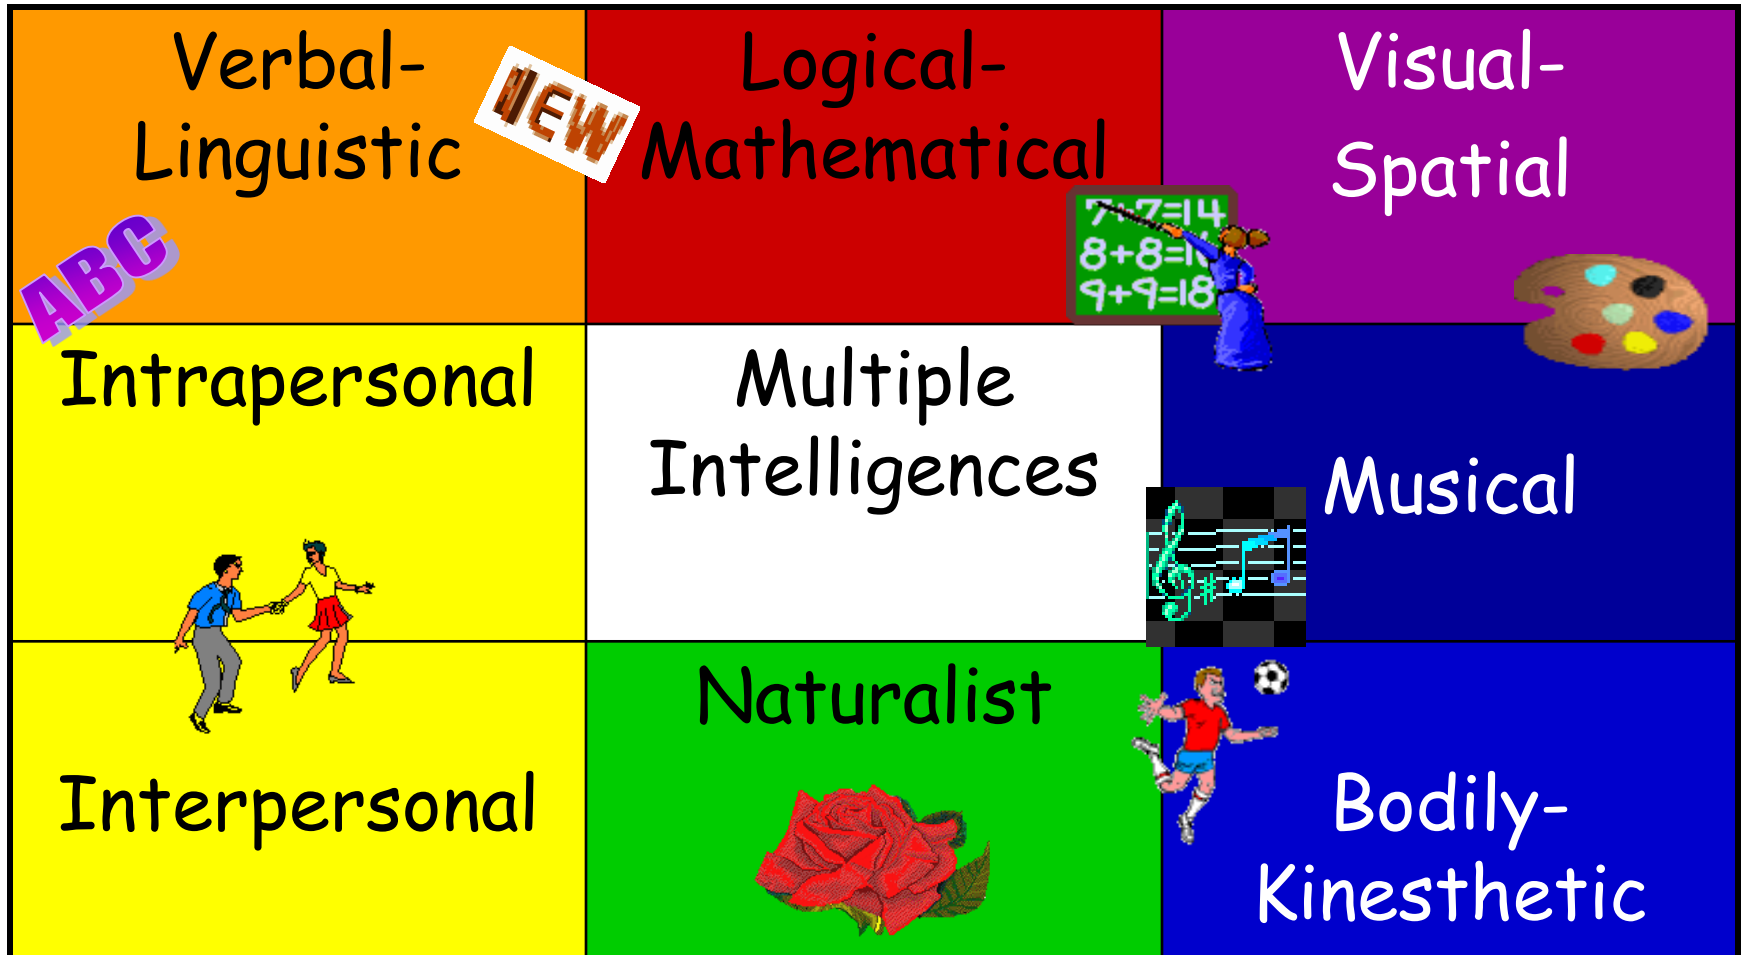 Verbal-
Linguistic
NEW
ABC
Logical-
Mathematical
7+7=14
8+8=16
9+9=18
Visual-
Spatial
Intrapersonal
Multiple
Intelligences
Musical
Interpersonal
Naturalist
Bodily-
Kinesthetic